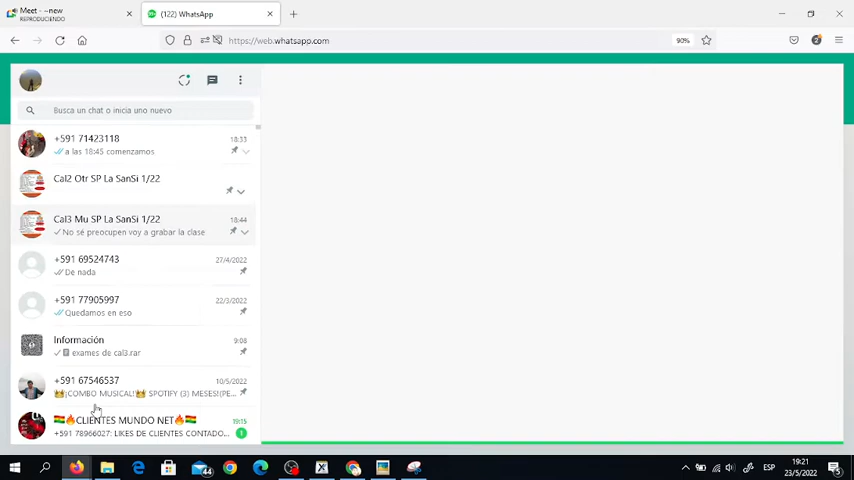 Meet - ~new
REPRODUCIENDO
(122) WhatsApp
https://web.whatsapp.com
90%
2
Busca un chat o inicia uno nuevo
+591 71423118 18:33
a las 18:45 comenzamos
Cal2 Otr SP La SanSi 1/22
Cal3 Mu SP La SanSi 1/22 18:44
No sé preocupen voy a grabar la clase
+591 69524743 27/4/2022
De nada
+591 77905997 22/3/2022
Quedamos en eso
Información 9:08
exames de cal3.rar
+591 67546537 10/5/2022
¡COMBO MUSICAL! SPOTIFY (3) MESES!(PE...
CLIENTES MUNDO NET 19:15
+591 78966027: LIKES DE CLIENTES CONTADO... 1
44
ESP
19:21
23/5/2022
5